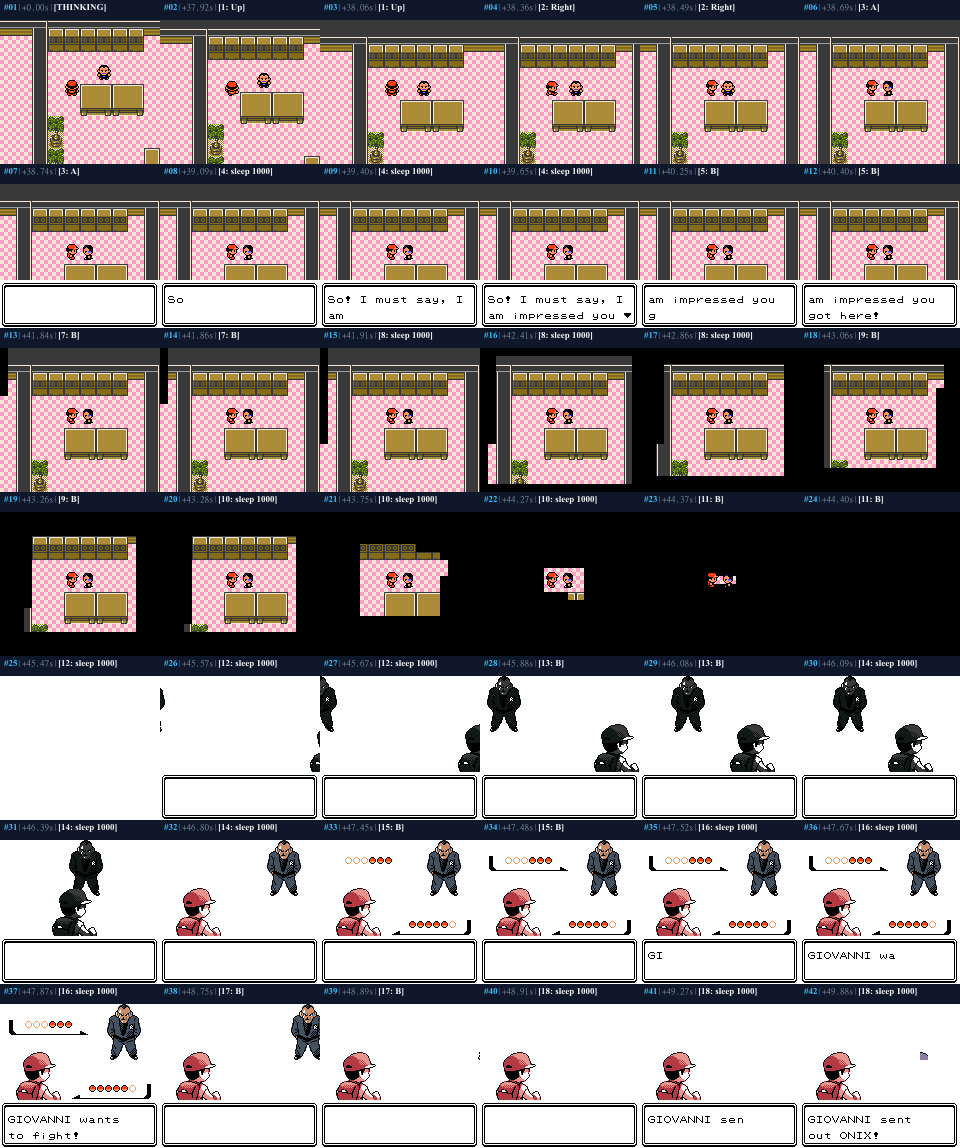 #01|+0.00s|[THINKING]
#02|+37.92s|[1: Up]
#03|+38.06s|[1: Up]
#04|+38.36s|[2: Right]
#05|+38.49s|[2: Right]
#06|+38.69s|[3: A]
#07|+38.74s|[3: A]
#08|+39.09s|[4: sleep 1000]
#09|+39.40s|[4: sleep 1000]
#10|+39.65s|[4: sleep 1000]
#11|+40.25s|[5: B]
#12|+40.40s|[5: B]
So
So! I must say, I
am
So! I must say, I
am impressed you ▼
am impressed you
g
am impressed you
got here!
#13|+41.84s|[7: B]
#14|+41.86s|[7: B]
#15|+41.91s|[8: sleep 1000]
#16|+42.41s|[8: sleep 1000]
#17|+42.86s|[8: sleep 1000]
#18|+43.06s|[9: B]
#19|+43.26s|[9: B]
#20|+43.28s|[10: sleep 1000]
#21|+43.75s|[10: sleep 1000]
#22|+44.27s|[10: sleep 1000]
#23|+44.37s|[11: B]
#24|+44.40s|[11: B]
#25|+45.47s|[12: sleep 1000]
#26|+45.57s|[12: sleep 1000]
#27|+45.67s|[12: sleep 1000]
#28|+45.88s|[13: B]
#29|+46.08s|[13: B]
#30|+46.09s|[14: sleep 1000]
R
R
R
R
#31|+46.39s|[14: sleep 1000]
#32|+46.80s|[14: sleep 1000]
#33|+47.45s|[15: B]
#34|+47.48s|[15: B]
#35|+47.52s|[16: sleep 1000]
#36|+47.67s|[16: sleep 1000]
R
R
R
R
R
R
GI
GIOVANNI wa
#37|+47.87s|[16: sleep 1000]
#38|+48.75s|[17: B]
#39|+48.89s|[17: B]
#40|+48.91s|[18: sleep 1000]
#41|+49.27s|[18: sleep 1000]
#42|+49.88s|[18: sleep 1000]
R
R
GIOVANNI wants
to fight!
GIOVANNI sen
GIOVANNI sent
out ONIX!